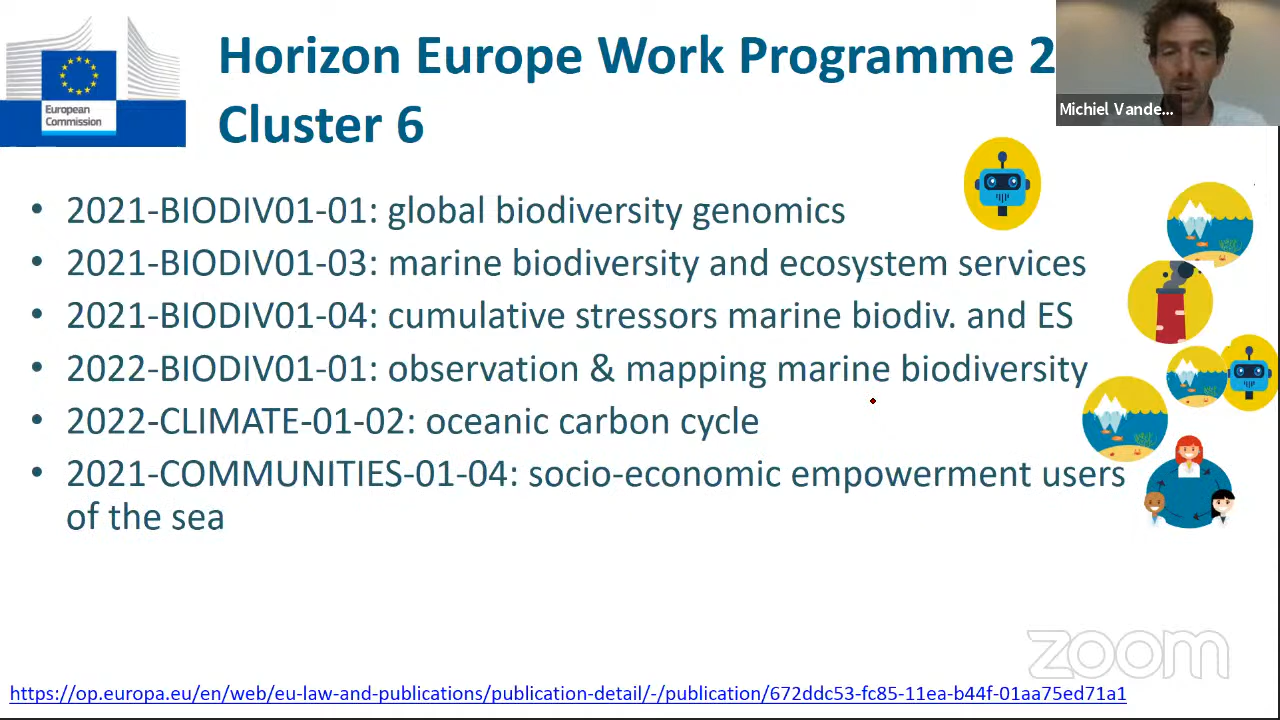 European
Commission
Horizon Europe Work Programme 2
Cluster 6
Michiel Vande...
• 2021-BIODIV01-01: global biodiversity genomics
• 2021-BIODIV01-03: marine biodiversity and ecosystem services
• 2021-BIODIV01-04: cumulative stressors marine biodiv. and ES
• 2022-BIODIV01-01: observation & mapping marine biodiversity
• 2022-CLIMATE-01-02: oceanic carbon cycle
• 2021-COMMUNITIES-01-04: socio-economic empowerment users
of the sea
zoom
https://op.europa.eu/en/web/eu-law-and-publications/publication-detail/-/publication/672ddc53-fc85-11ea-b44f-01aa75ed71a1